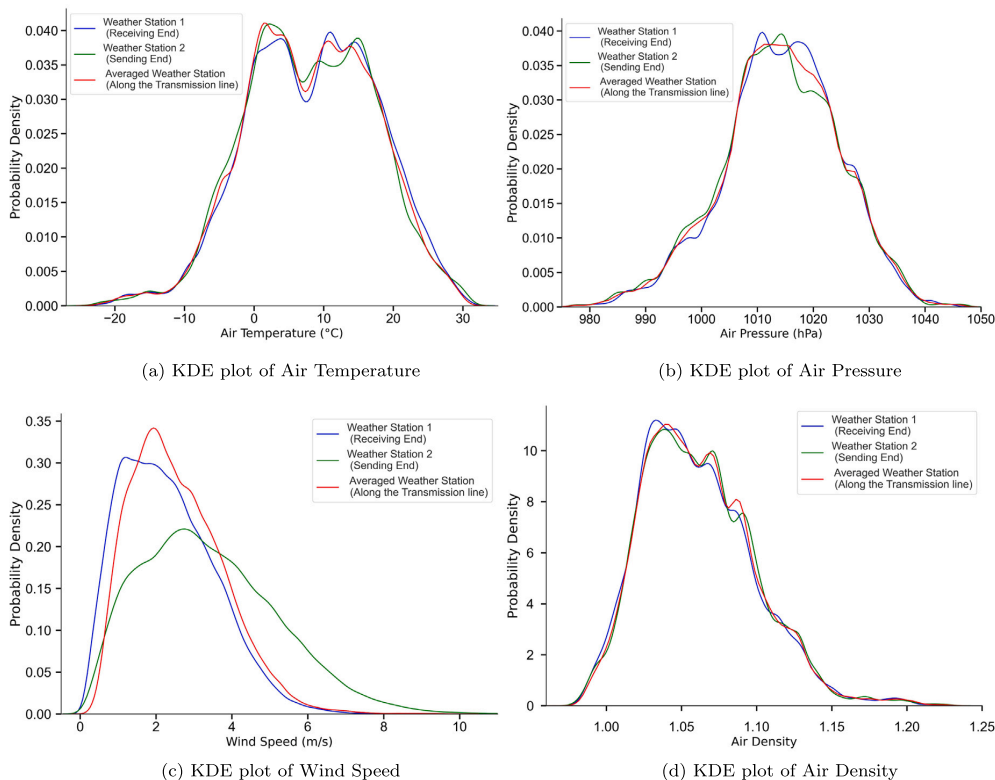 Weather Station 1
(Receiving End)
Weather Station 2
(Sending End)
Averaged Weather Station
(Along the Transmission line)
Probability Density
0.040
0.035
0.030
0.025
0.020
0.015
0.010
0.005
0.000
−20
−10
0
10
20
30
Air Temperature (°C)
(a) KDE plot of Air Temperature
Weather Station 1
(Receiving End)
Weather Station 2
(Sending End)
Averaged Weather Station
(Along the Transmission line)
Probability Density
0.040
0.035
0.030
0.025
0.020
0.015
0.010
0.005
0.000
980
990
1000
1010
1020
1030
1040
1050
Air Pressure (hPa)
(b) KDE plot of Air Pressure
Weather Station 1
(Receiving End)
Weather Station 2
(Sending End)
Averaged Weather Station
(Along the Transmission line)
Probability Density
0.35
0.30
0.25
0.20
0.15
0.10
0.05
0.00
0
2
4
6
8
10
Wind Speed (m/s)
(c) KDE plot of Wind Speed
Weather Station 1
(Receiving End)
Weather Station 2
(Sending End)
Averaged Weather Station
(Along the Transmission line)
Probability Density
10
8
6
4
2
0
1.00
1.05
1.10
1.15
1.20
1.25
Air Density
(d) KDE plot of Air Density